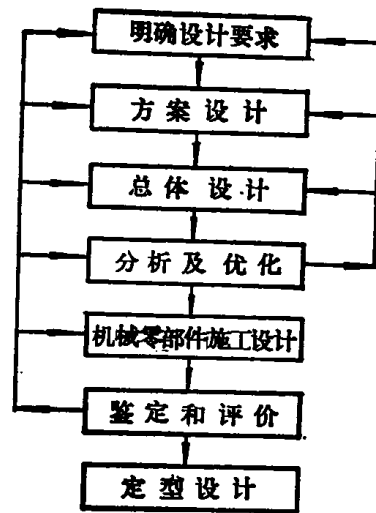 明确设计要求
方案设计
总体设计
分析及优化
机械零部件施工设计
鉴定和评价
定型设计